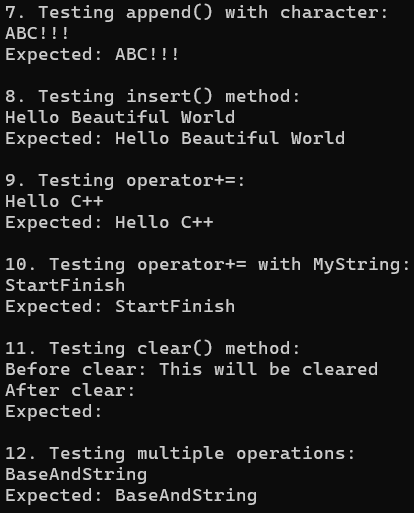 7. Testing append() with character:
ABC!!!
Expected: ABC!!!
8. Testing insert() method:
Hello Beautiful World
Expected: Hello Beautiful World
9. Testing operator+=:
Hello C++
Expected: Hello C++
10. Testing operator+= with MyString:
StartFinish
Expected: StartFinish
11. Testing clear() method:
Before clear: This will be cleared
After clear:
Expected:
12. Testing multiple operations:
BaseAndString
Expected: BaseAndString